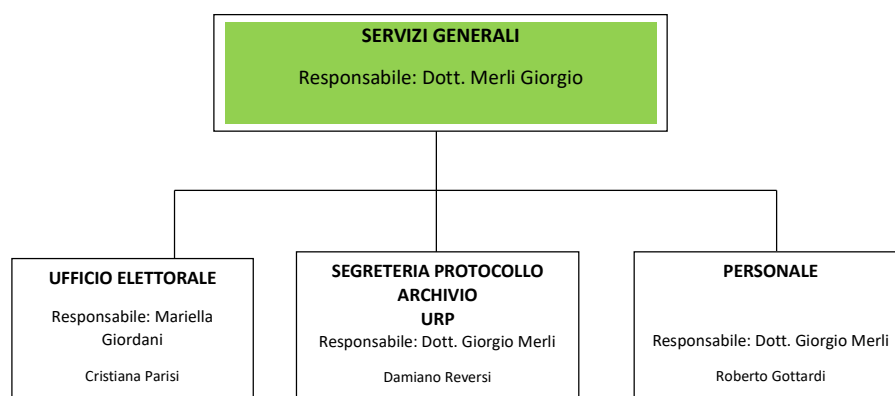 SERVIZI GENERALI
Responsabile: Dott. Merli Giorgio
UFFICIO ELETTORALE
Responsabile: Mariella
Giordani
Cristiana Parisi
SEGRETERIA PROTOCOLLO
ARCHIVIO
URP
Responsabile: Dott. Giorgio Merli
Damiano Reversi
PERSONALE
Responsabile: Dott. Giorgio Merli
Roberto Gottardi